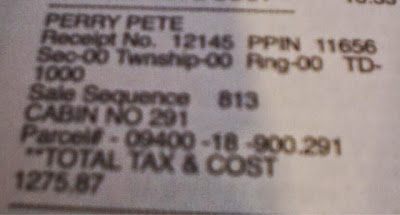 PERRY PETE
Receipt No. 12145 PPIN 11656
Sec-00 Twnship-00 Rng-00 TD-
1000
Sale Sequence 813
CABIN NO 291
Parcel# - 09400 -18 -900.291
**TOTAL TAX & COST
1275.87